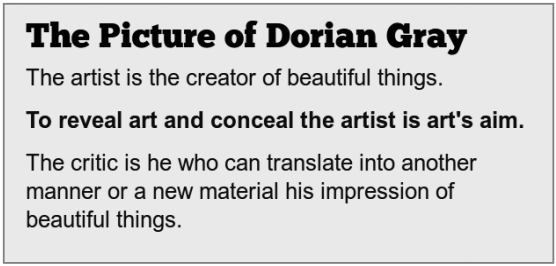 The Picture of Dorian Gray
The artist is the creator of beautiful things.
To reveal art and conceal the artist is art's aim.
The critic is he who can translate into another
manner or a new material his impression of
beautiful things.